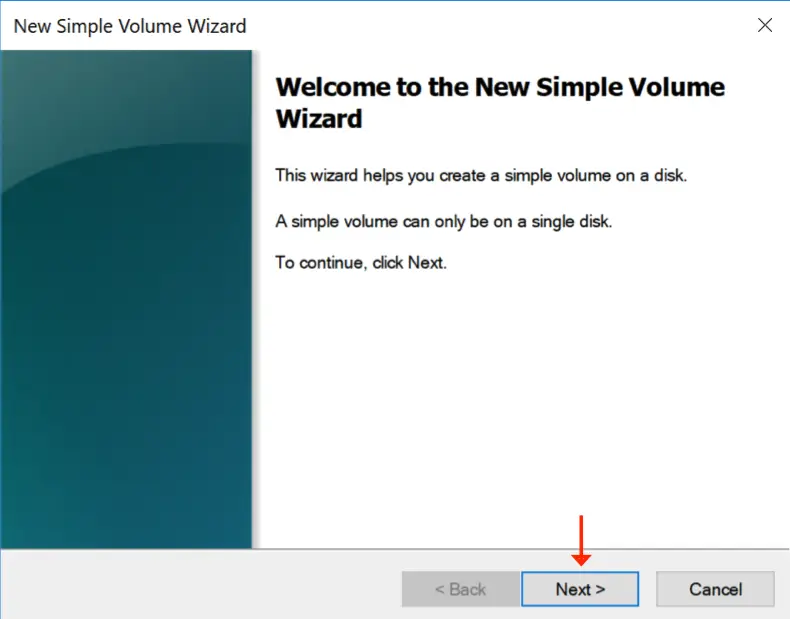 New Simple Volume Wizard
Welcome to the New Simple Volume
Wizard
This wizard helps you create a simple volume on a disk.
A simple volume can only be on a single disk.
To continue, click Next.
< Back
Next >
Cancel